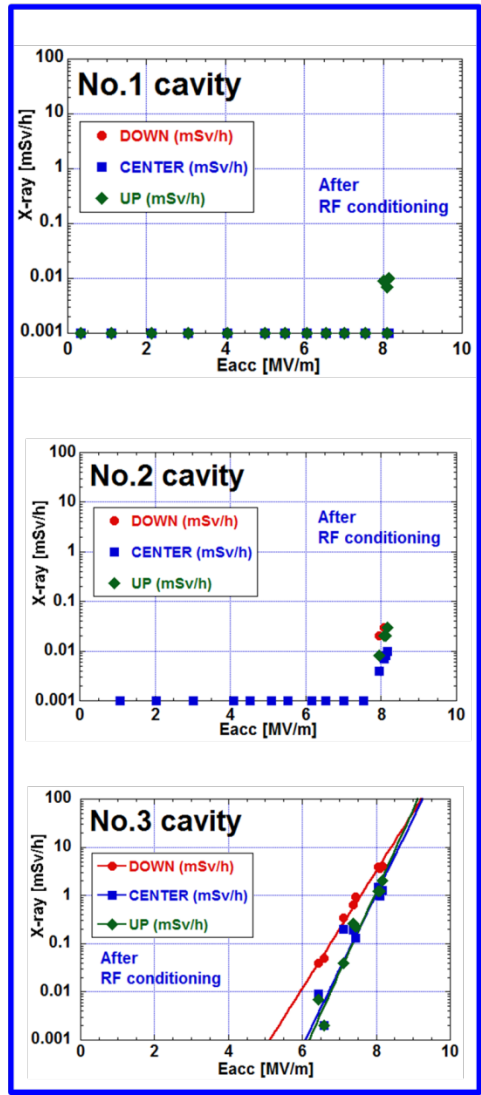 No.1 cavity
100
10
1
0.1
0.01
0.001
X-ray [mSv/h]
DOWN (mSv/h)
CENTER (mSv/h)
UP (mSv/h)
After
RF conditioning
0 2 4 6 8 10
Eacc [MV/m]
No.2 cavity
100
10
1
0.1
0.01
0.001
X-ray [mSv/h]
DOWN (mSv/h)
CENTER (mSv/h)
UP (mSv/h)
After
RF conditioning
0 2 4 6 8 10
Eacc [MV/m]
No.3 cavity
100
10
1
0.1
0.01
0.001
X-ray [mSv/h]
DOWN (mSv/h)
CENTER (mSv/h)
UP (mSv/h)
After
RF conditioning
0 2 4 6 8 10
Eacc [MV/m]